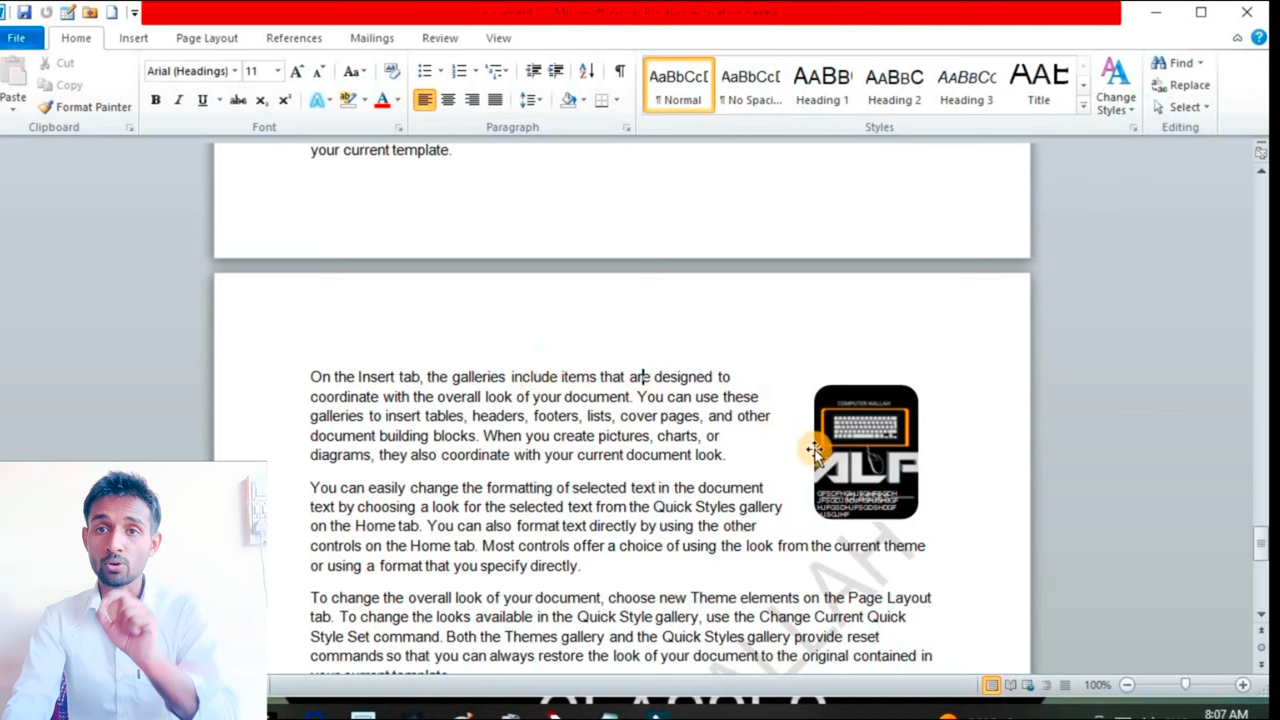 File Home Insert Page Layout References Mailings Review View
Cut
Copy
Format Painter
Paste
Clipboard
Arial (Headings) 11
Font
Paragraph
AaBbCcD AaBbCcD AaBbC AaBbC AaBbCc
¶ Normal ¶ No Spaci... Heading 1 Heading 2 Heading 3 Title
Styles
Change
Styles
Find
Replace
Select
Editing
your current template.
On the Insert tab, the galleries include items that are designed to
coordinate with the overall look of your document. You can use these
galleries to insert tables, headers, footers, lists, cover pages, and other
document building blocks. When you create pictures, charts, or
diagrams, they also coordinate with your current document look.
COMPUTER WALLAH
You can easily change the formatting of selected text in the document
text by choosing a look for the selected text from the Quick Styles gallery
on the Home tab. You can also format text directly by using the other
controls on the Home tab. Most controls offer a choice of using the look from the current theme
or using a format that you specify directly.
To change the overall look of your document, choose new Theme elements on the Page Layout
tab. To change the looks available in the Quick Style gallery, use the Change Current Quick
Style Set command. Both the Themes gallery and the Quick Styles gallery provide reset
commands so that you can always restore the look of your document to the original contained in
your current template.
100%
8:07 AM